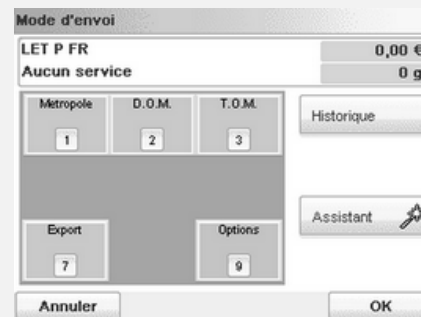 Mode d'envoi
LET P FR 0,00 €
Aucun service 0 g
Metropole D.O.M. T.O.M.
1 2 3
Historique
Assistant
Export Options
7 9
Annuler OK